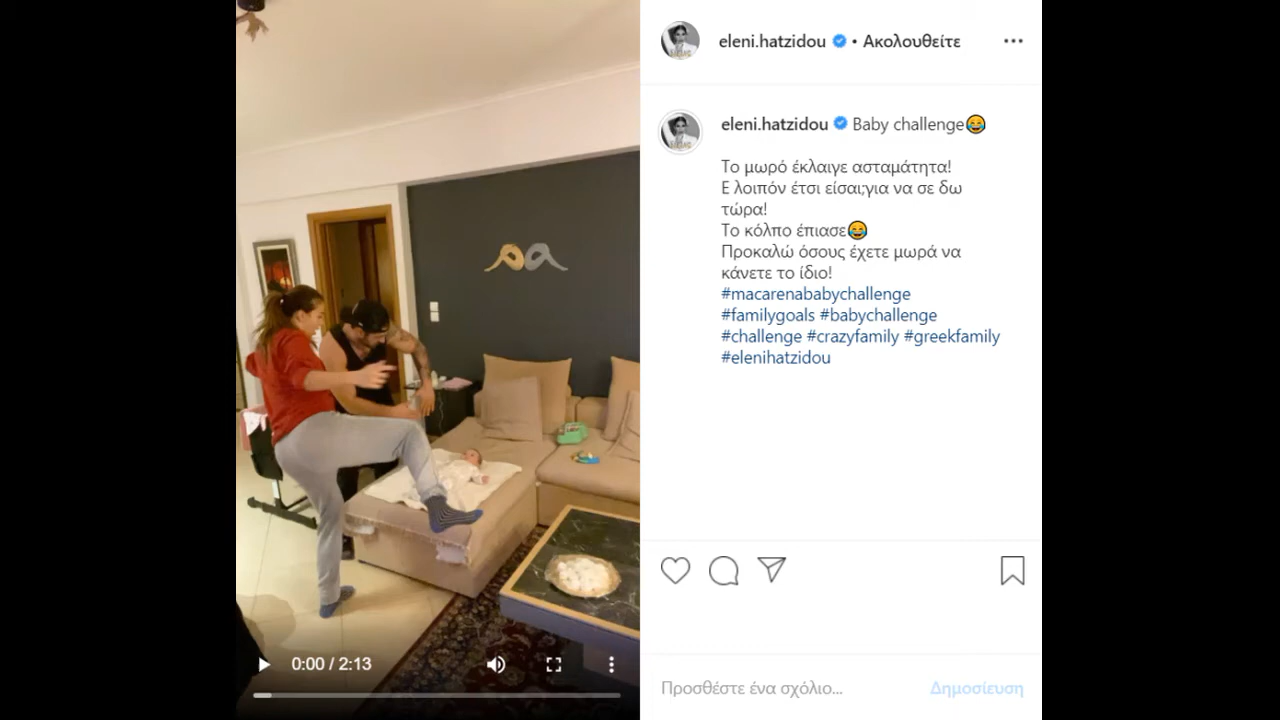 eleni.hatzidou • Ακολουθείτε
eleni.hatzidou Baby challenge😂
Το μωρό έκλαιγε ασταμάτητα!
Ε λοιπόν έτσι είσαι;για να σε δω
τώρα!
Το κόλπο έπιασε😂
Προκαλώ όσους έχετε μωρά να
κάνετε το ίδιο!
#macarenababychallenge
#familygoals #babychallenge
#challenge #crazyfamily #greekfamily
#elenihatzidou
0:00 / 2:13
Προσθέστε ένα σχόλιο... Δημοσίευση